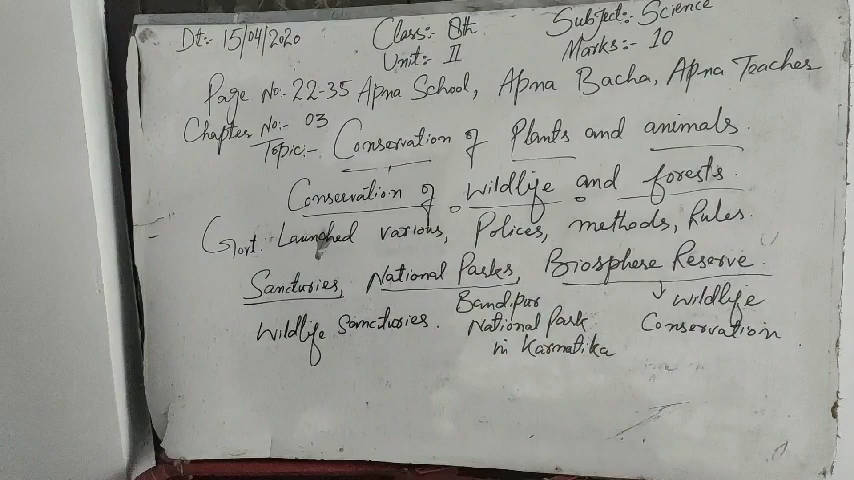 Dt:- 15/04/2020 Class:- 8th Subject:- Science
Unit:- II Marks:- 10
Page No:- 22-35 Apna School, Apna Bacha, Apna Teacher
Chapter No:- 03
Topic:- Conservation of Plants and animals.
Conservation of wildlife and forests.
Govt. Launched various, Polices, methods, Rules.
Sancturies, National Parks, Biosphere Reserve.
Wildlife Sancturies. Bandipur National Park in Karnatika
↓ wildlife Conservation